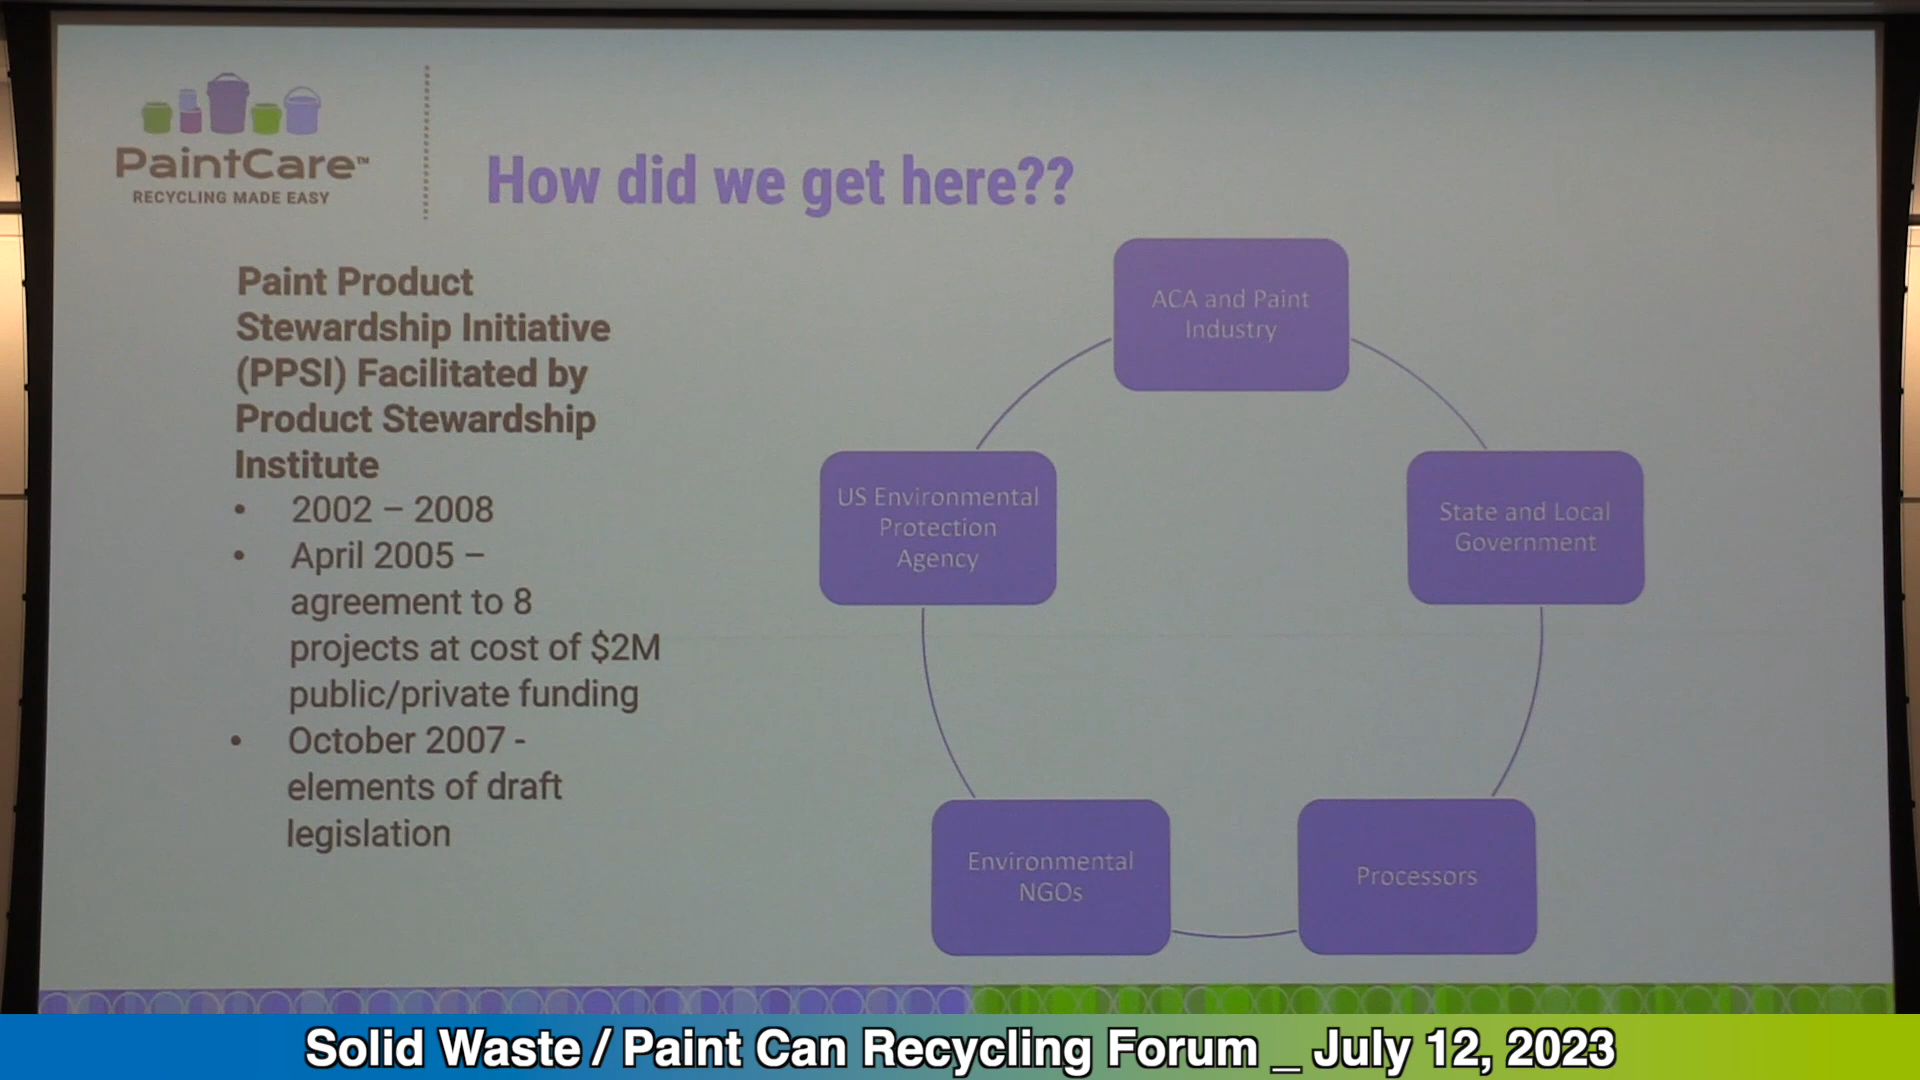 PaintCare™
RECYCLING MADE EASY
How did we get here??
Paint Product
Stewardship Initiative
(PPSI) Facilitated by
Product Stewardship
Institute
• 2002 – 2008
• April 2005 –
agreement to 8
projects at cost of $2M
public/private funding
• October 2007 -
elements of draft
legislation
ACA and Paint
Industry
State and Local
Government
Processors
Environmental
NGOs
US Environmental
Protection
Agency
Solid Waste / Paint Can Recycling Forum _ July 12, 2023